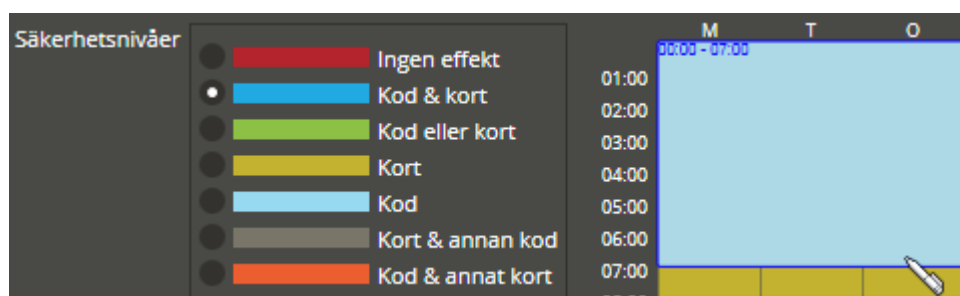 Säkerhetsnivåer
Ingen effekt
Kod & kort
Kod eller kort
Kort
Kod
Kort & annan kod
Kod & annat kort
M T O
00:00 - 07:00
01:00
02:00
03:00
04:00
05:00
06:00
07:00